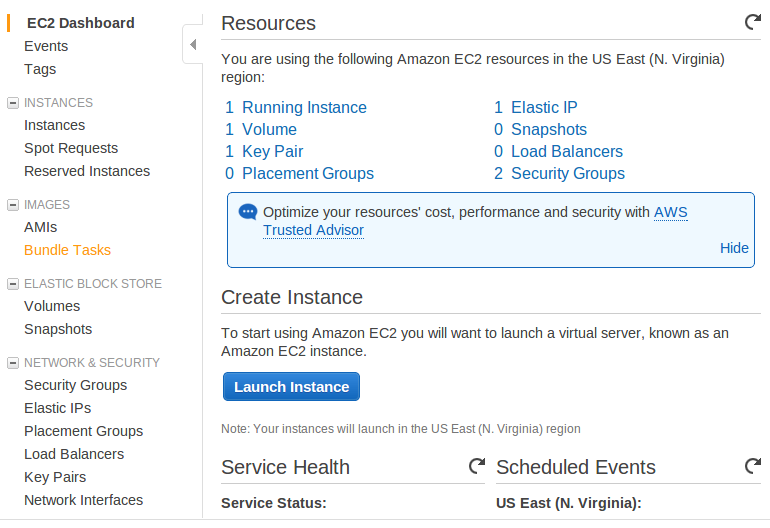 EC2 Dashboard
Events
Tags
INSTANCES
Instances
Spot Requests
Reserved Instances
IMAGES
AMIs
Bundle Tasks
ELASTIC BLOCK STORE
Volumes
Snapshots
NETWORK & SECURITY
Security Groups
Elastic IPs
Placement Groups
Load Balancers
Key Pairs
Network Interfaces
Resources
You are using the following Amazon EC2 resources in the US East (N. Virginia)
region:
1 Running Instance
1 Elastic IP
1 Volume
0 Snapshots
1 Key Pair
0 Load Balancers
0 Placement Groups
2 Security Groups
Optimize your resources' cost, performance and security with AWS
Trusted Advisor
Hide
Create Instance
To start using Amazon EC2 you will want to launch a virtual server, known as an
Amazon EC2 instance.
Launch Instance
Note: Your instances will launch in the US East (N. Virginia) region
Service Health
Service Status:
Scheduled Events
US East (N. Virginia):